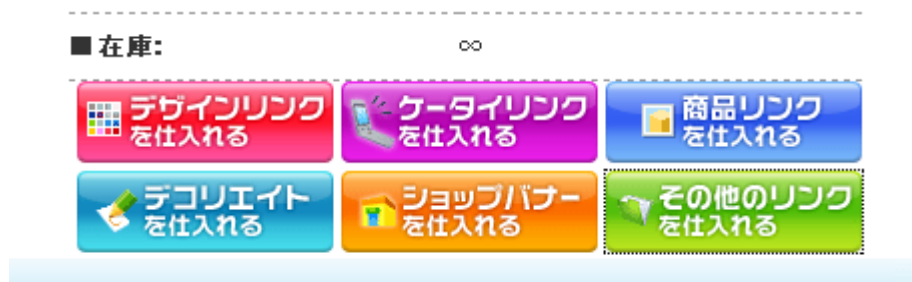 ■在庫: ∞
デザインリンク
を仕入れる
ケータイリンク
を仕入れる
商品リンク
を仕入れる
デコリエイト
を仕入れる
ショップバナー
を仕入れる
その他のリンク
を仕入れる